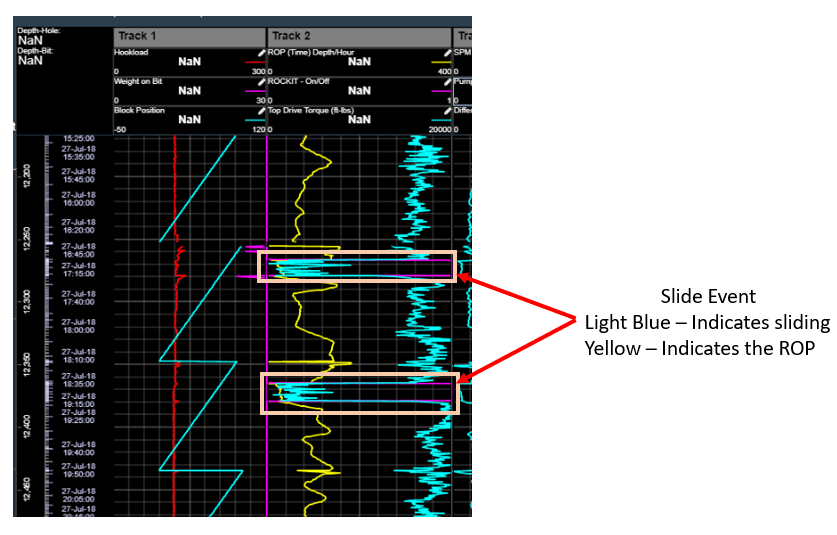 Depth-Hole:
NaN
Depth-Bit:
NaN
Track 1
Hookload
NaN
0 300
Weight on Bit
NaN
0 30
Block Position
NaN
-50 120
Track 2
ROP (Time) Depth/Hour
NaN
0 400
ROCKIT - On/Off
NaN
0 1
Top Drive Torque (ft-lbs)
NaN
0 20000
Tra
SPM
0
Pump
0
Differe
0
15:25:00
27-Jul-18
15:35:00
27-Jul-18
15:45:00
27-Jul-18
16:00:00
27-Jul-18
16:20:00
27-Jul-18
16:45:00
27-Jul-18
17:15:00
27-Jul-18
17:40:00
27-Jul-18
18:00:00
27-Jul-18
18:10:00
27-Jul-18
18:35:00
27-Jul-18
19:15:00
27-Jul-18
19:25:00
27-Jul-18
19:40:00
27-Jul-18
19:50:00
27-Jul-18
20:05:00
27-Jul-18
12,200
12,250
12,300
12,350
12,400
12,450
Slide Event
Light Blue – Indicates sliding
Yellow – Indicates the ROP